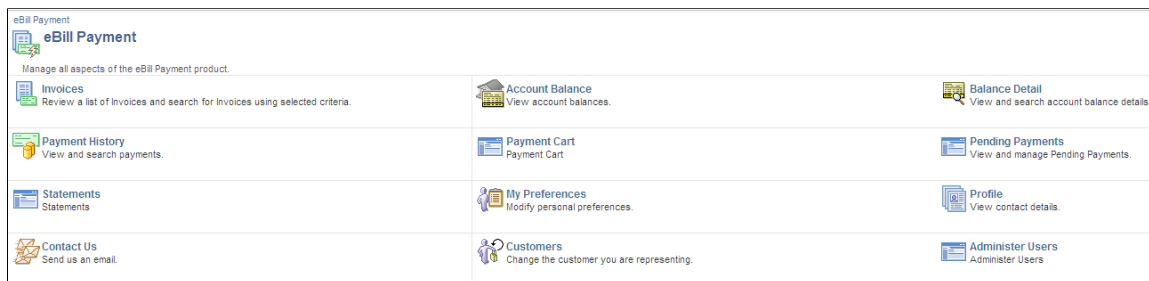 eBill Payment
eBill Payment
Manage all aspects of the eBill Payment product.
Invoices
Review a list of Invoices and search for Invoices using selected criteria.
Account Balance
View account balances.
Balance Detail
View and search account balance details
Payment History
View and search payments.
Payment Cart
Payment Cart
Pending Payments
View and manage Pending Payments.
Statements
Statements
My Preferences
Modify personal preferences.
Profile
View contact details.
Contact Us
Send us an email.
Customers
Change the customer you are representing.
Administer Users
Administer Users